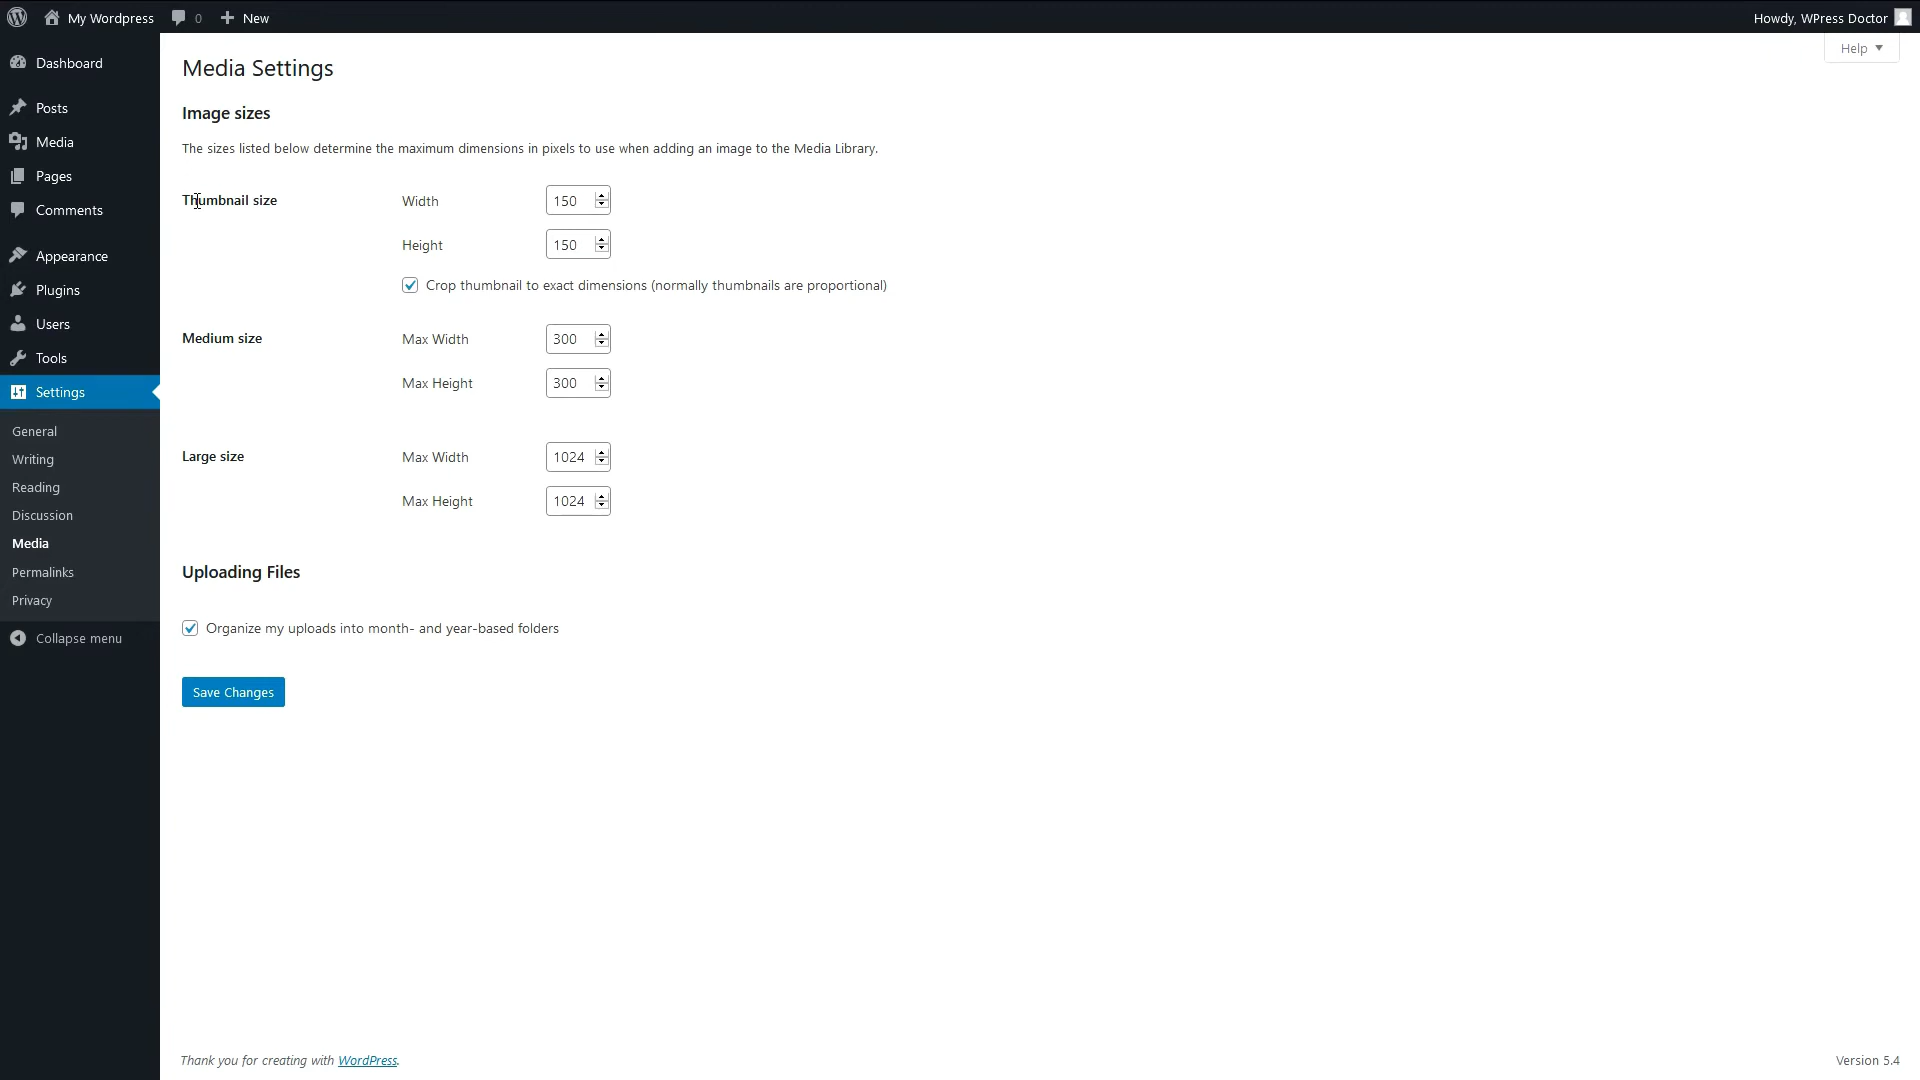 My Wordpress 0 New Howdy, WPress Doctor
Help
Dashboard
Posts
Media
Pages
Comments
Appearance
Plugins
Users
Tools
Settings
General
Writing
Reading
Discussion
Media
Permalinks
Privacy
Collapse menu
Media Settings
Image sizes
The sizes listed below determine the maximum dimensions in pixels to use when adding an image to the Media Library.
Thumbnail size Width 150
Height 150
Crop thumbnail to exact dimensions (normally thumbnails are proportional)
Medium size Max Width 300
Max Height 300
Large size Max Width 1024
Max Height 1024
Uploading Files
Organize my uploads into month- and year-based folders
Save Changes
Thank you for creating with WordPress. Version 5.4